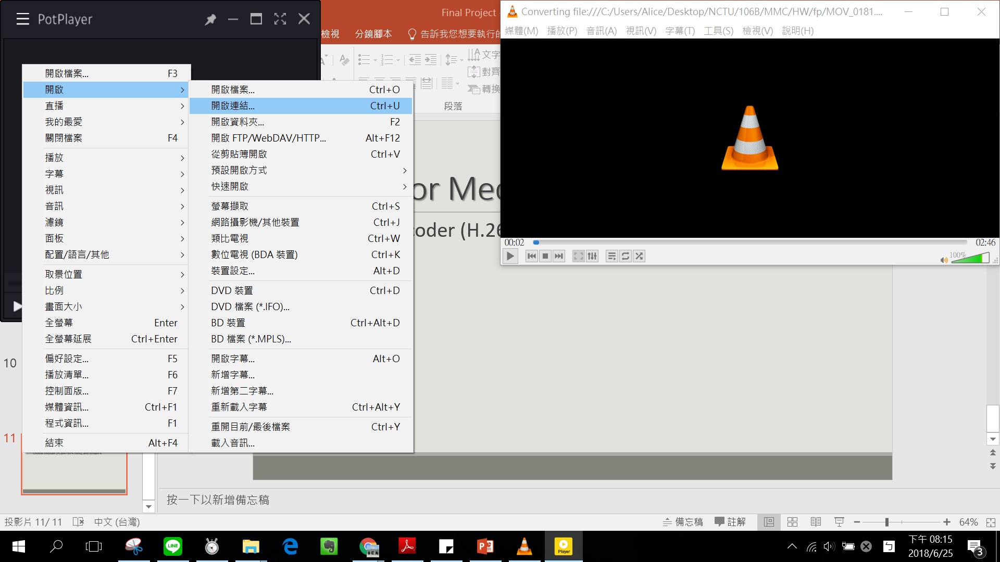 PotPlayer
Final Project -
檢視 分鏡腳本 告訴我您想要執行的
文字
對齊
轉換
段落
Converting file:///C:/Users/Alice/Desktop/NCTU/106B/MMC/HW/fp/MOV_0181....
媒體(M) 播放(P) 音訊(A) 視訊(V) 字幕(T) 工具(S) 檢視(V) 說明(H)
00:02 02:46
100%
開啟檔案... F3
開啟
直播
我的最愛
關閉檔案 F4
播放
字幕
視訊
音訊
濾鏡
面板
配置/語言/其他
取景位置
比例
畫面大小
全螢幕 Enter
全螢幕延展 Ctrl+Enter
偏好設定... F5
播放清單... F6
控制面版... F7
媒體資訊... Ctrl+F1
程式資訊... F1
結束 Alt+F4
開啟檔案... Ctrl+O
開啟連結... Ctrl+U
開啟資料夾... F2
開啟 FTP/WebDAV/HTTP... Alt+F12
從剪貼簿開啟 Ctrl+V
預設開啟方式
快速開啟
螢幕擷取 Ctrl+S
網路攝影機/其他裝置 Ctrl+J
類比電視 Ctrl+W
數位電視 (BDA 裝置) Ctrl+K
裝置設定... Alt+D
DVD 裝置 Ctrl+D
DVD 檔案 (*.IFO)...
BD 裝置 Ctrl+Alt+D
BD 檔案 (*.MPLS)...
開啟字幕... Alt+O
新增字幕...
新增第二字幕...
重新載入字幕 Ctrl+Alt+Y
重開目前/最後檔案 Ctrl+Y
載入音訊...
or Med
coder (H.26
10
11
按一下以新增備忘稿
投影片 11/ 11 中文 (台灣) 備忘稿 註解 64%
LINE
Player
下午 08:15
2018/6/25
3